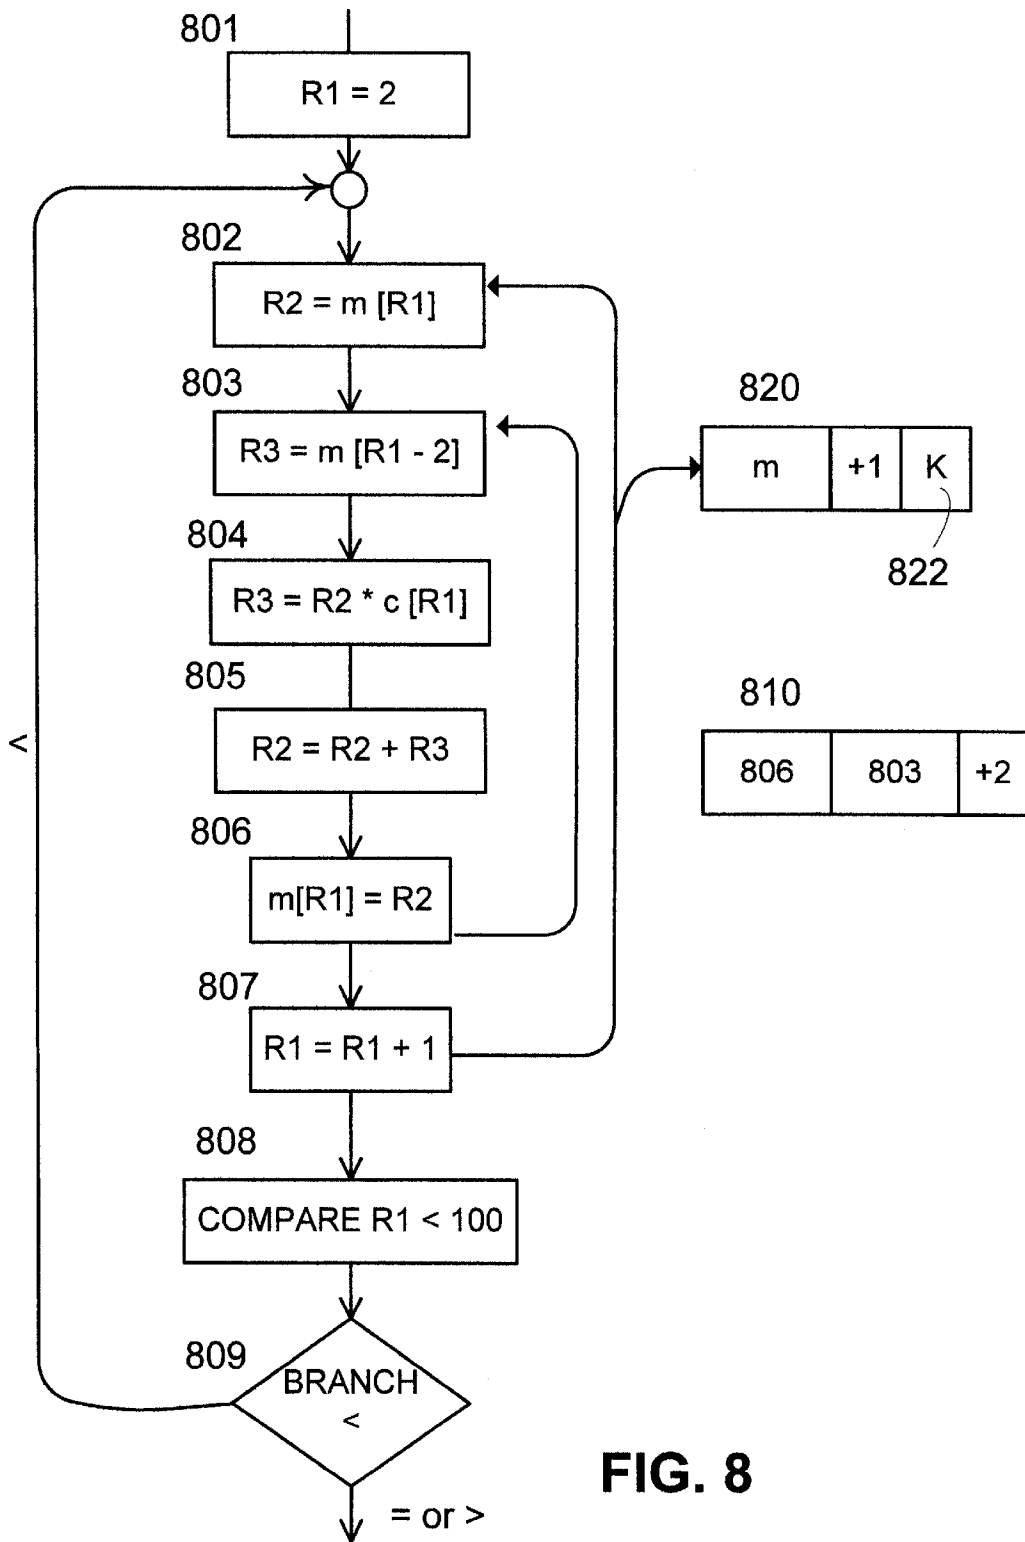 801
R1 = 2
802
R2 = m [R1]
803
R3 = m [R1 - 2]
804
R3 = R2 * c [R1]
805
R2 = R2 + R3
806
m[R1] = R2
807
R1 = R1 + 1
808
COMPARE R1 < 100
809
BRANCH
<
= or >
<
820
m +1 K
822
810
806 803 +2
FIG. 8